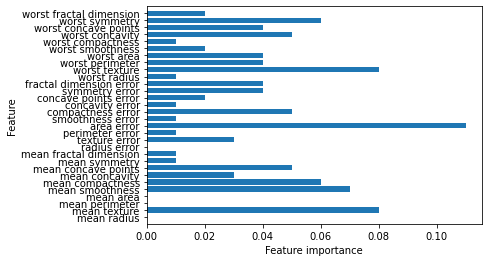 worst fractal dimension
worst symmetry
worst concave points
worst concavity
worst compactness
worst smoothness
worst area
worst perimeter
worst texture
worst radius
fractal dimension error
symmetry error
concave points error
concavity error
compactness error
smoothness error
area error
perimeter error
texture error
radius error
mean fractal dimension
mean symmetry
mean concave points
mean concavity
mean compactness
mean smoothness
mean area
mean perimeter
mean texture
mean radius
Feature
0.00 0.02 0.04 0.06 0.08 0.10
Feature importance